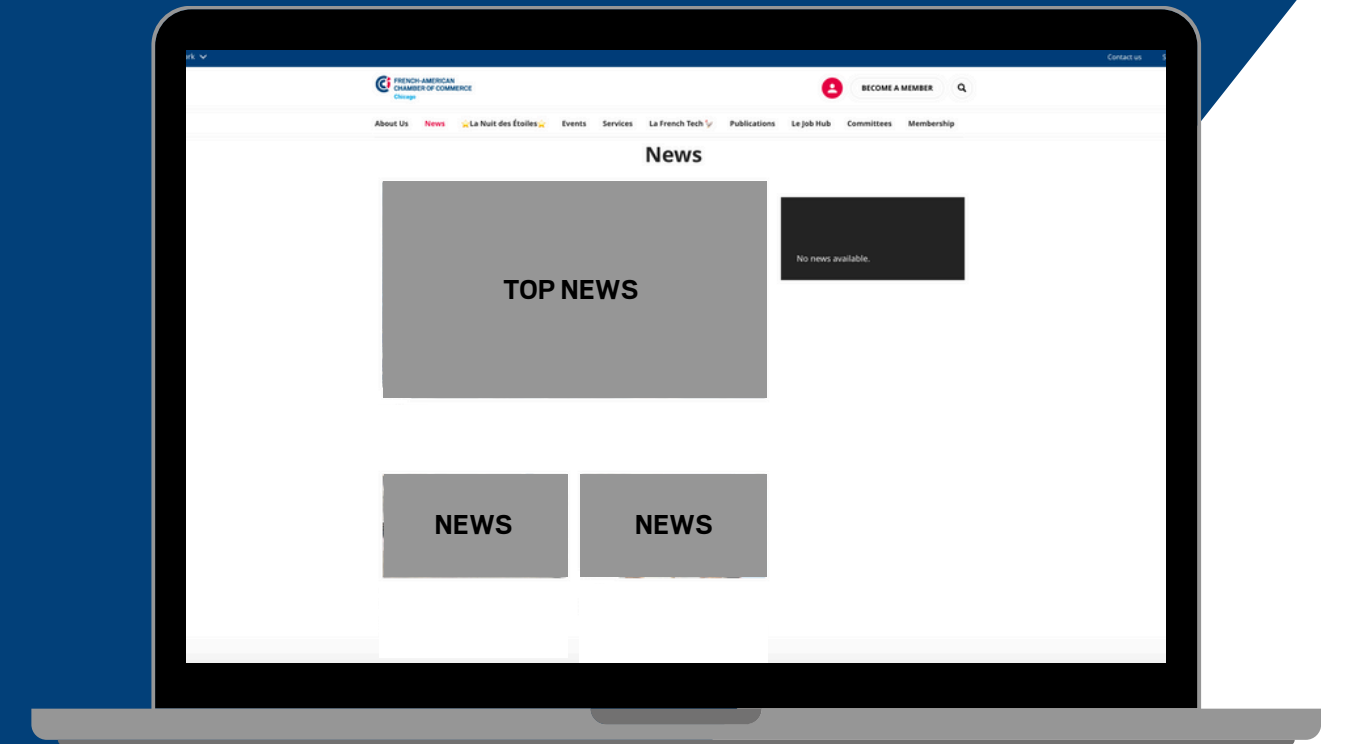 ork
Contact us
S
FRENCH-AMERICAN
CHAMBER OF COMMERCE
Chicago
BECOME A MEMBER
About Us News ⭐La Nuit des Étoiles⭐ Events Services La French Tech🐓 Publications Le Job Hub Committees Membership
News
TOP NEWS
No news available.
NEWS NEWS